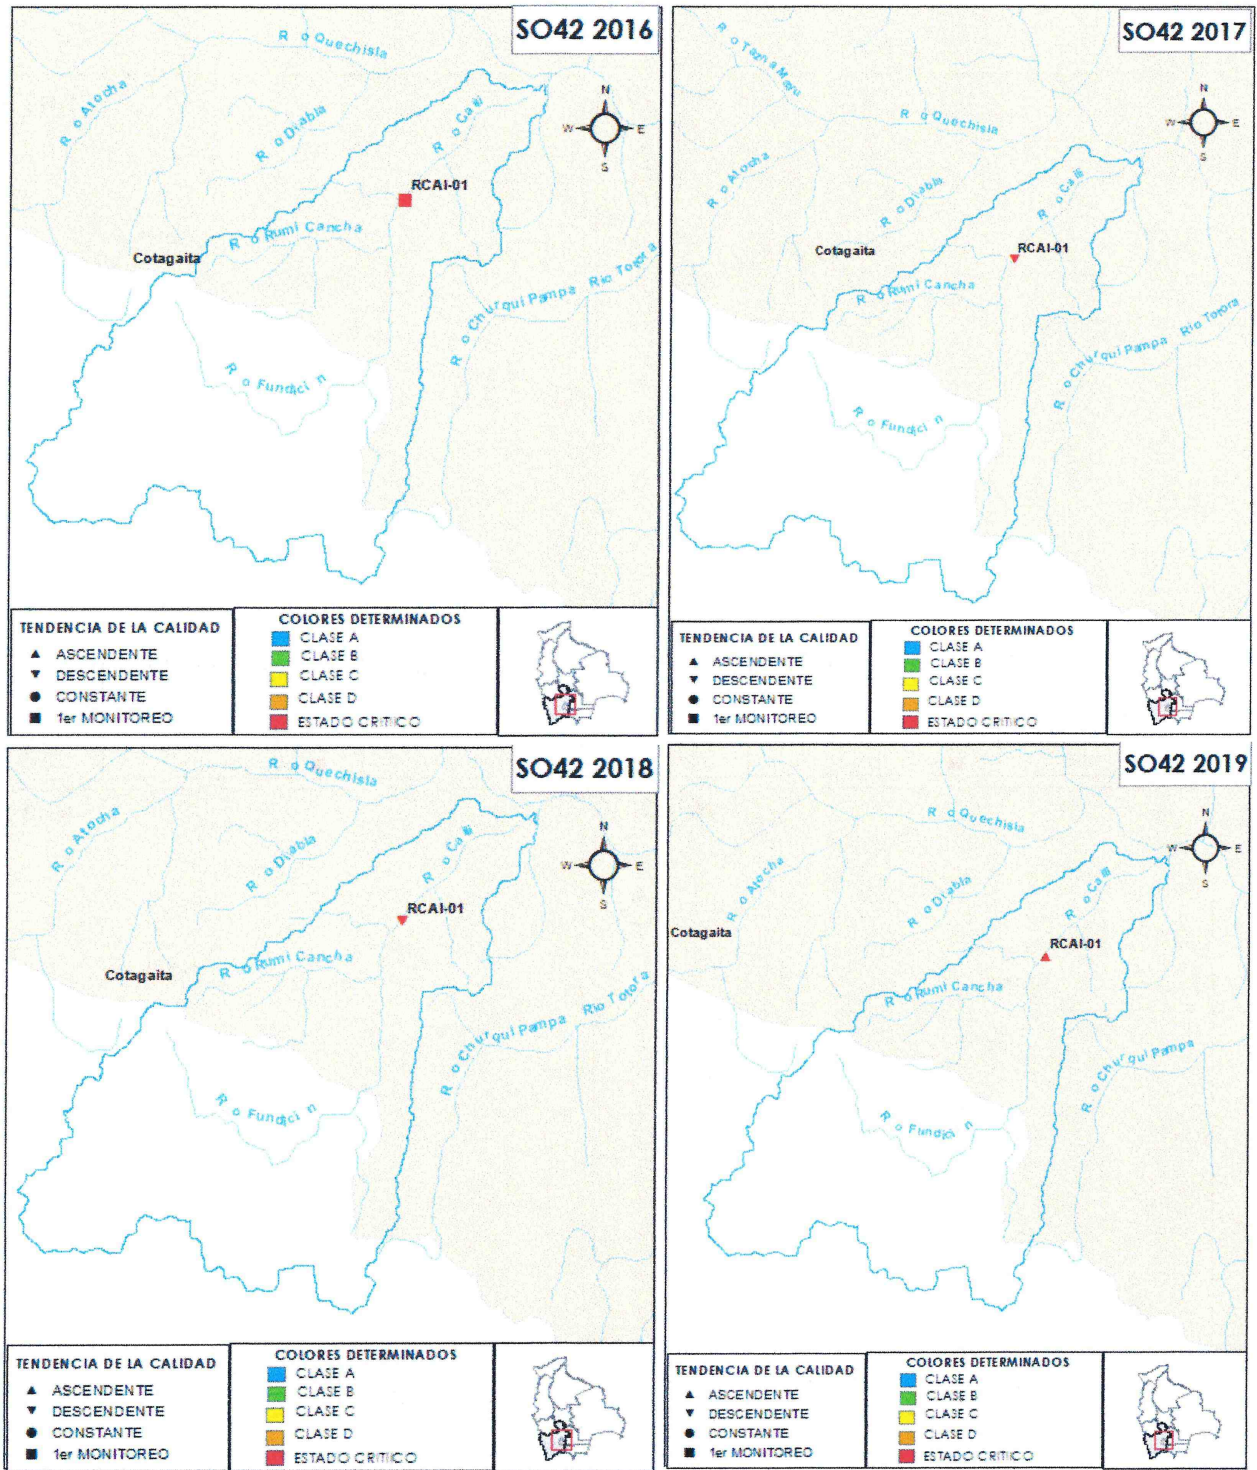 SO42 2016
R o Quechisla
R o Atocha
R o Diabla
R o Caiti
N
W
E
S
RCAI-01
R o Rumi Cancha
Cotagaita
R o Churqui Pampa
Rio Totora
R o Fundici n
TENDENCIA DE LA CALIDAD
ASCENDENTE
DESCENDENTE
CONSTANTE
1er MONITOREO
COLORES DETERMINADOS
CLASE A
CLASE B
CLASE C
CLASE D
ESTADO CRITICO
SO42 2017
R o Quechisla
R o Atocha
R o Diabla
R o Caiti
N
W
E
S
Cotagaita
RCAI-01
R o Rumi Cancha
R o Churqui Pampa
Rio Totora
R o Fundici n
TENDENCIA DE LA CALIDAD
ASCENDENTE
DESCENDENTE
CONSTANTE
1er MONITOREO
COLORES DETERMINADOS
CLASE A
CLASE B
CLASE C
CLASE D
ESTADO CRITICO
SO42 2018
R o Quechisla
R o Atocha
R o Diabla
R o Caiti
N
W
E
S
RCAI-01
R o Rumi Cancha
Cotagaita
R o Churqui Pampa
Rio Totora
R o Fundici n
TENDENCIA DE LA CALIDAD
ASCENDENTE
DESCENDENTE
CONSTANTE
1er MONITOREO
COLORES DETERMINADOS
CLASE A
CLASE B
CLASE C
CLASE D
ESTADO CRITICO
SO42 2019
R o Quechisla
R o Atocha
R o Diabla
R o Caiti
N
W
E
S
Cotagaita
RCAI-01
R o Rumi Cancha
R o Churqui Pampa
R o Fundici n
TENDENCIA DE LA CALIDAD
ASCENDENTE
DESCENDENTE
CONSTANTE
1er MONITOREO
COLORES DETERMINADOS
CLASE A
CLASE B
CLASE C
CLASE D
ESTADO CRITICO